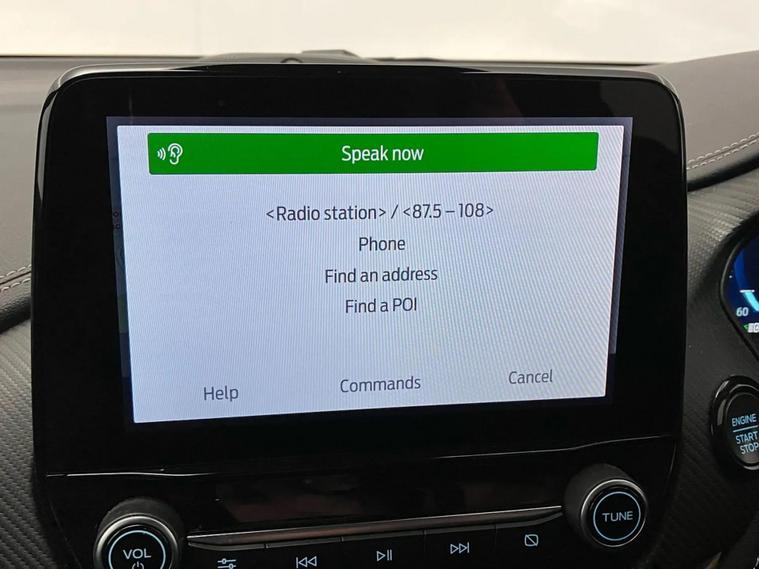 Speak now
<Radio station> / <87.5 – 108>
Phone
Find an address
Find a POI
Help
Commands
Cancel
60
ENGINE
START
STOP
VOL
TUNE